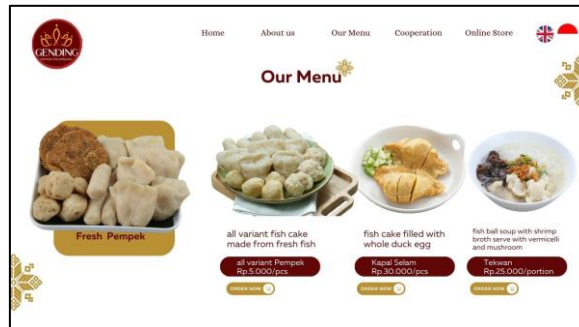 GENDING
Home
About us
Our Menu
Cooperation
Online Store
Our Menu
Fresh Pempek
all variant fish cake
made from fresh fish
all variant Pempek
Rp.5.000/pcs
ORDER NOW
fish cake filled with
whole duck egg
Kapal Selam
Rp.30.000/pcs
ORDER NOW
fish ball soup with shrimp
broth serve with vermicelli
and mushroom
Tekwan
Rp.25.000/portion
ORDER NOW